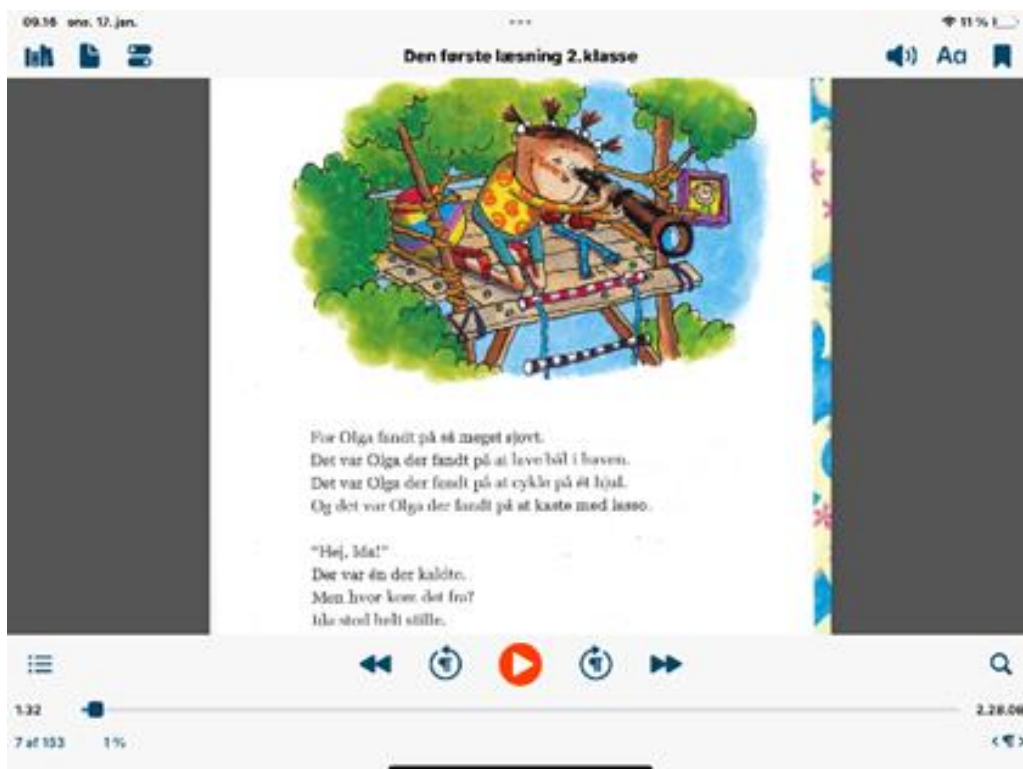 09.16 ons. 17. jan.
11 %
Den første læsning 2.klasse
Aa
For Olga fandt på så meget sjovt.
Det var Olga der fandt på at lave bål i haven.
Det var Olga der fandt på at cykle på ét hjul.
Og det var Olga der fandt på at kaste med lasso.
"Hej, Ida!"
Der var én der kaldte.
Men hvor kom det fra?
Ida stod helt stille.
1.32
2.28.08
7 af 153
1 %